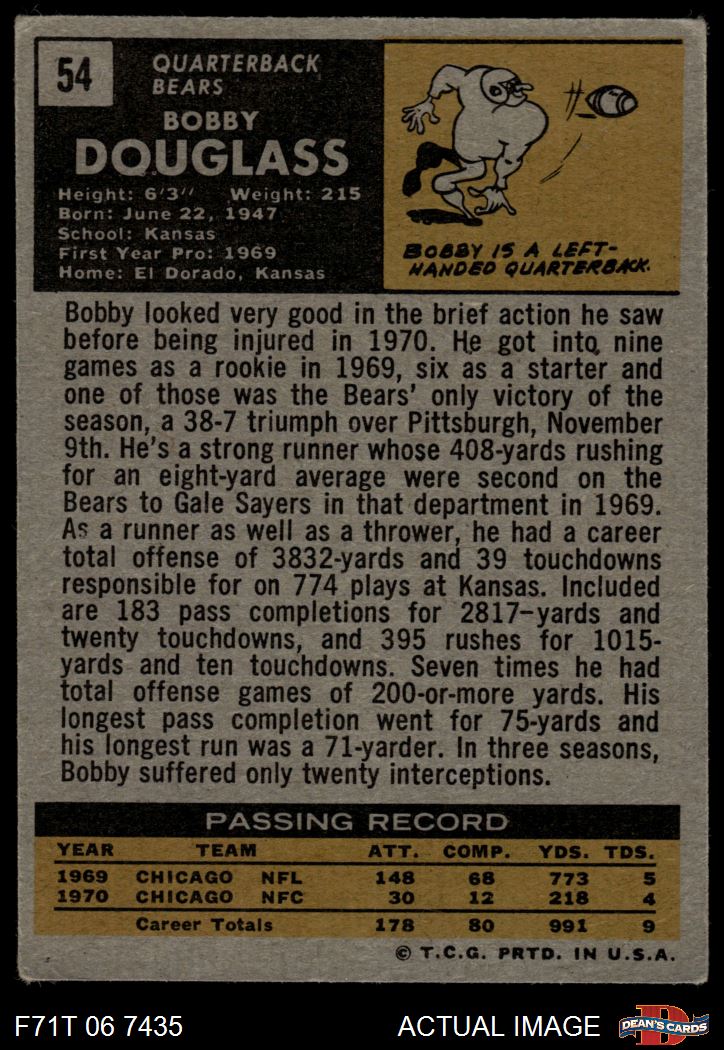 54
QUARTERBACK
BEARS
BOBBY
DOUGLASS
Height: 6'3" Weight: 215
Born: June 22, 1947
School: Kansas
First Year Pro: 1969
Home: El Dorado, Kansas
BOBBY IS A LEFT-
HANDED QUARTERBACK.
Bobby looked very good in the brief action he saw
before being injured in 1970. He got into nine
games as a rookie in 1969, six as a starter and
one of those was the Bears' only victory of the
season, a 38-7 triumph over Pittsburgh, November
9th. He's a strong runner whose 408-yards rushing
for an eight-yard average were second on the
Bears to Gale Sayers in that department in 1969.
As a runner as well as a thrower, he had a career
total offense of 3832-yards and 39 touchdowns
responsible for on 774 plays at Kansas. Included
are 183 pass completions for 2817-yards and
twenty touchdowns, and 395 rushes for 1015-
yards and ten touchdowns. Seven times he had
total offense games of 200-or-more yards. His
longest pass completion went for 75-yards and
his longest run was a 71-yarder. In three seasons,
Bobby suffered only twenty interceptions.
PASSING RECORD
YEAR TEAM ATT. COMP. YDS. TDS.
1969 CHICAGO NFL 148 68 773 5
1970 CHICAGO NFC 30 12 218 4
Career Totals 178 80 991 9
© T.C.G. PRTD. IN U.S.A.
F71T 06 7435 ACTUAL IMAGE D DEAN'S CARDS